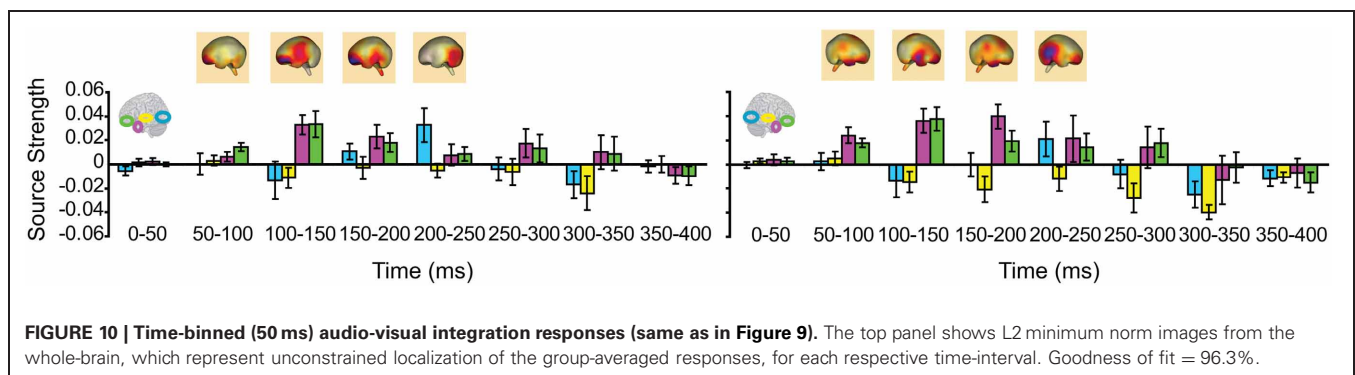 0.06
0.04
0.02
0
-0.02
-0.04
-0.06
Source Strength
0-50 50-100 100-150 150-200 200-250 250-300 300-350 350-400
Time (ms)
0-50 50-100 100-150 150-200 200-250 250-300 300-350 350-400
Time (ms)
FIGURE 10 | Time-binned (50 ms) audio-visual integration responses (same as in Figure 9). The top panel shows L2 minimum norm images from the
whole-brain, which represent unconstrained localization of the group-averaged responses, for each respective time-interval. Goodness of fit = 96.3%.